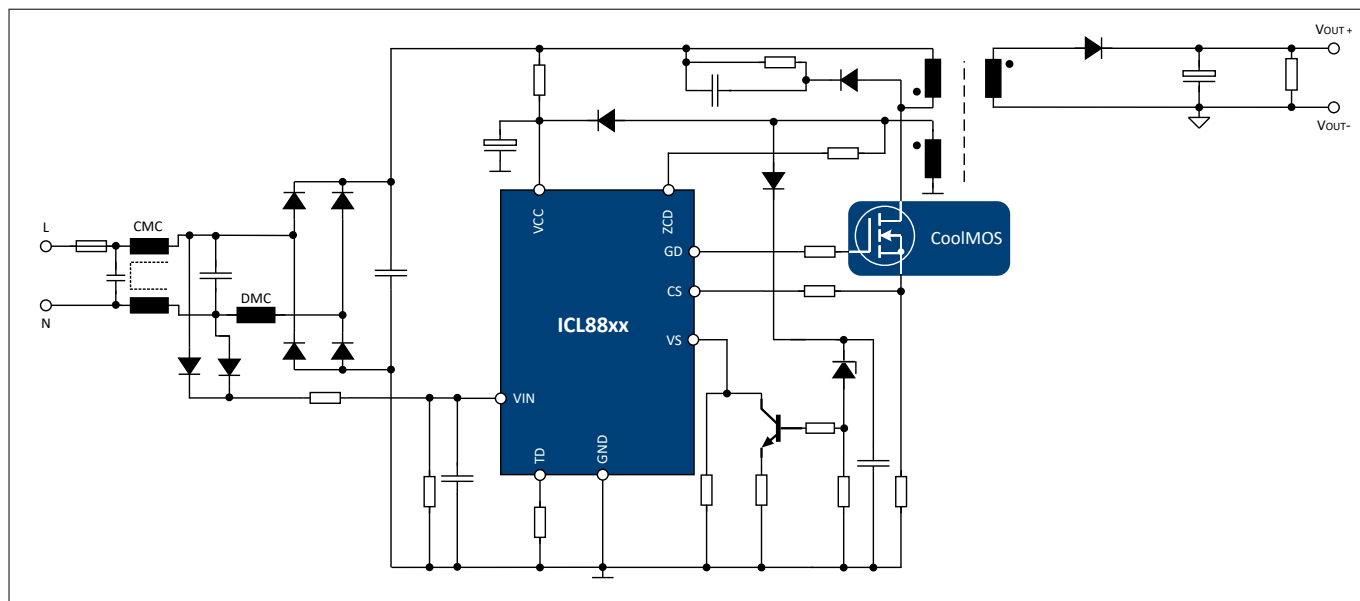 VOUT +
VOUT-
L
CMC
DMC
N
VCC
ZCD
GD
CoolMOS
CS
ICL88xx
VS
VIN
TD
GND